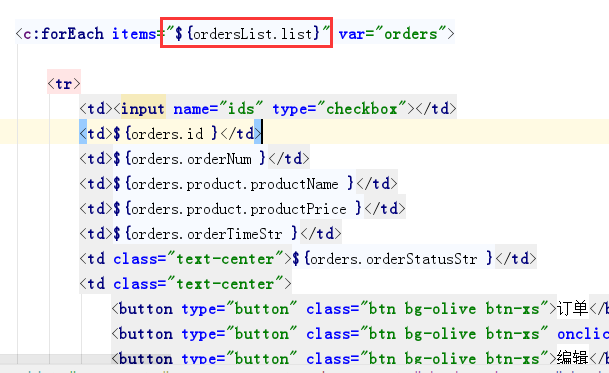 <c:forEach items="${ordersList.list}" var="orders">
<tr>
<td><input name="ids" type="checkbox"></td>
<td>${orders.id }</td>
<td>${orders.orderNum }</td>
<td>${orders.product.productName }</td>
<td>${orders.product.productPrice }</td>
<td>${orders.orderTimeStr }</td>
<td class="text-center">${orders.orderStatusStr }</td>
<td class="text-center">
<button type="button" class="btn bg-olive btn-xs">订单</b
<button type="button" class="btn bg-olive btn-xs" onclic
<button type="button" class="btn bg-olive btn-xs">编辑</b